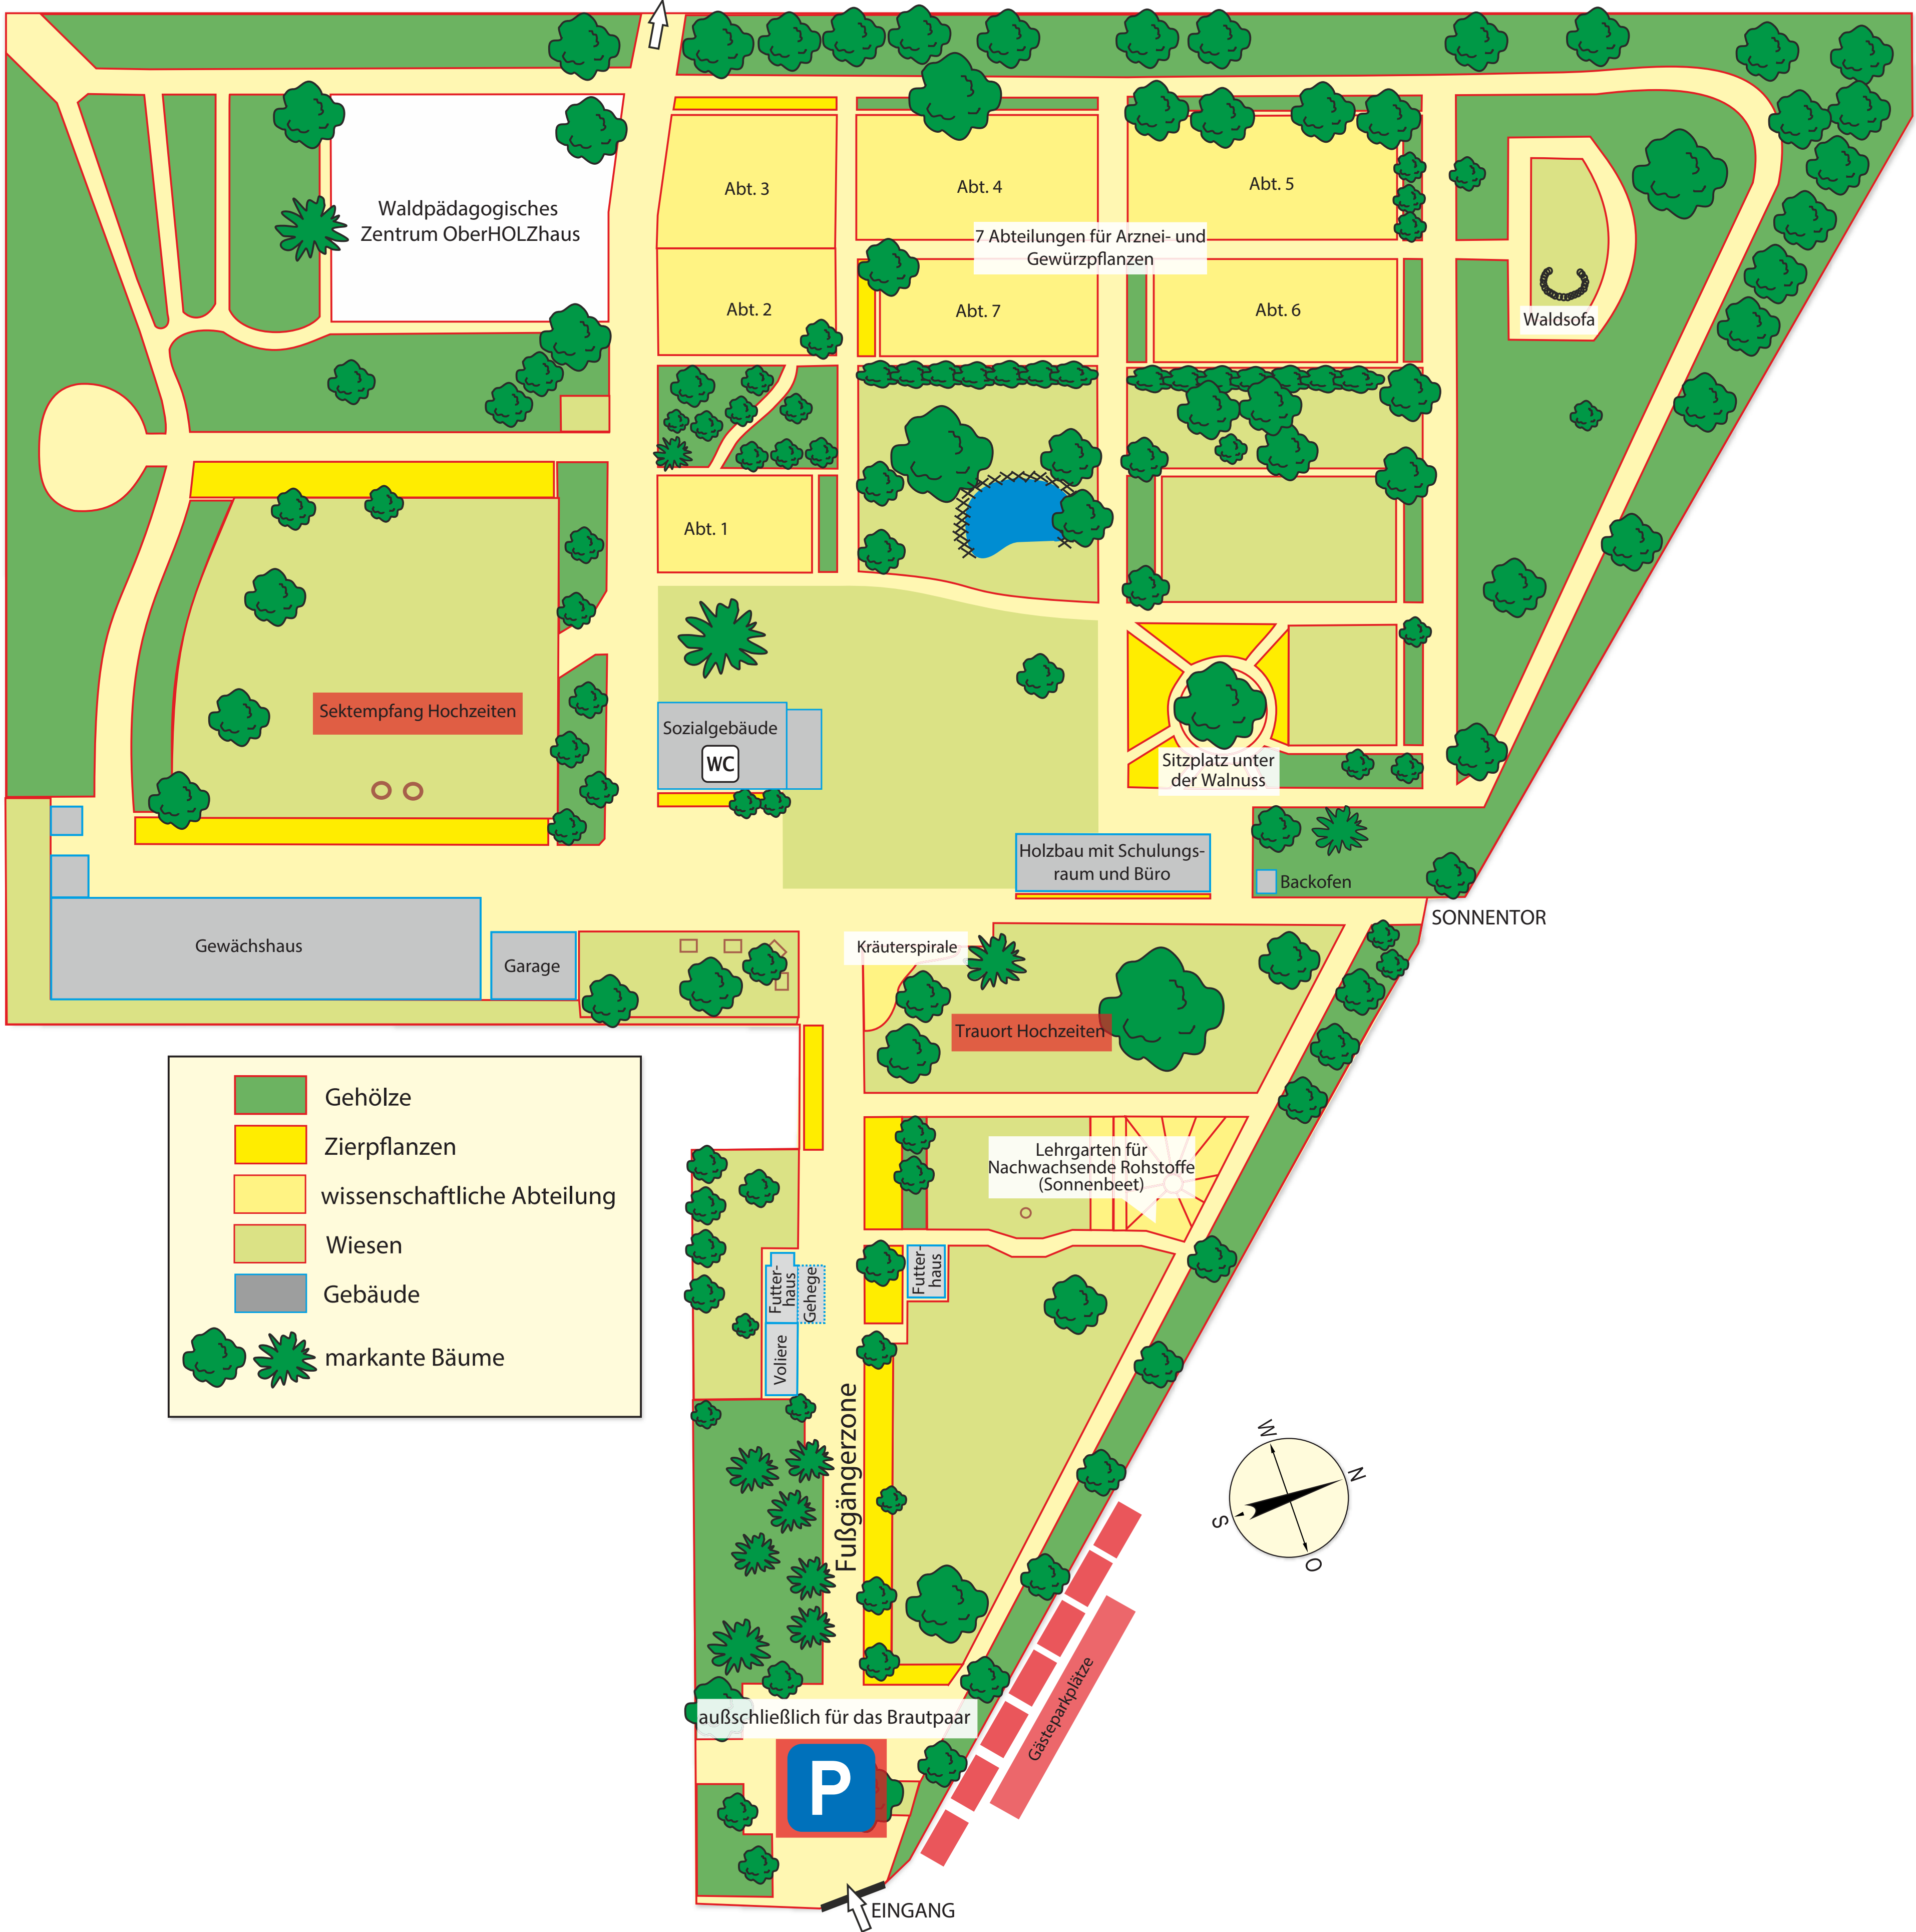 Waldpädagogisches
Zentrum OberHOLZhaus
Abt. 3
Abt. 4
Abt. 5
7 Abteilungen für Arznei- und
Gewürzpflanzen
Abt. 2
Abt. 7
Abt. 6
Waldsofa
Abt. 1
Sektempfang Hochzeiten
Sozialgebäude
WC
Sitzplatz unter
der Walnuss
Holzbau mit Schulungs-
raum und Büro
Backofen
SONNENTOR
Gewächshaus
Garage
Kräuterspirale
Trauort Hochzeiten
Gehölze
Zierpflanzen
wissenschaftliche Abteilung
Wiesen
Gebäude
markante Bäume
Lehrgarten für
Nachwachsende Rohstoffe
(Sonnenbeet)
Futter-
haus
Gehege
Futter-
haus
Voliere
Fußgängerzone
W
N
S
O
Gästeparkplätze
außschließlich für das Brautpaar
P
EINGANG